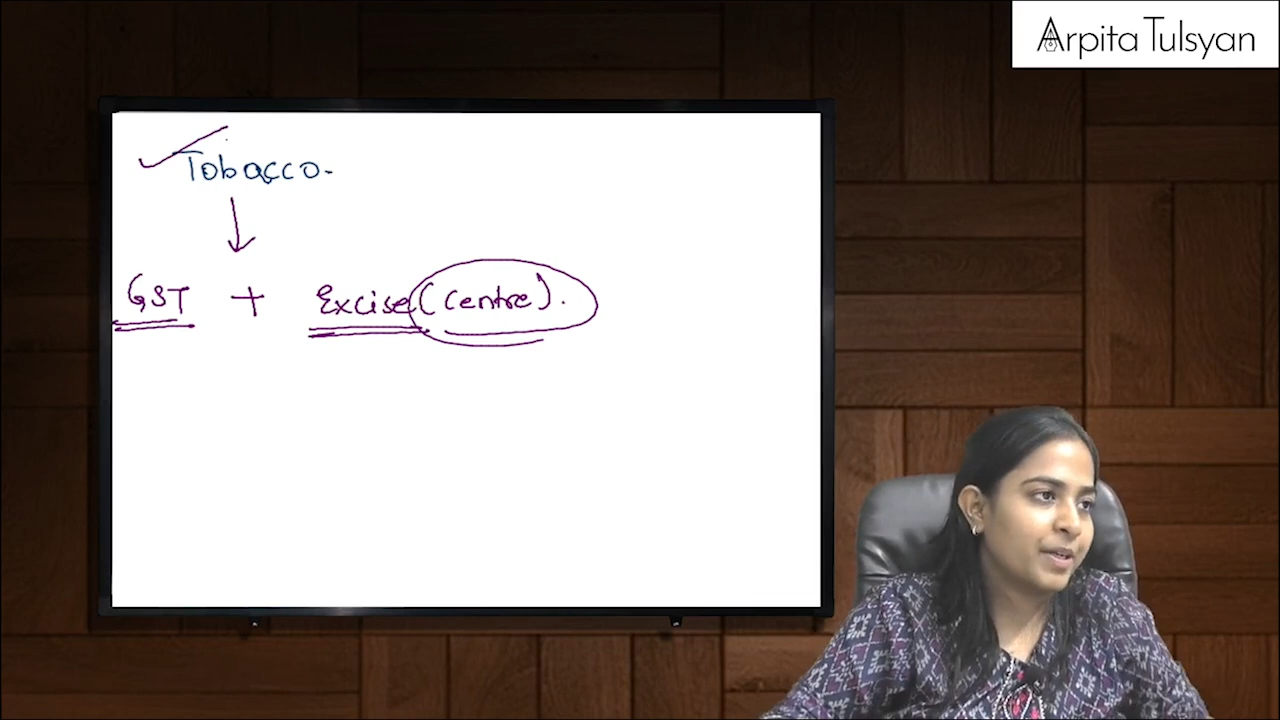 Arpita Tulsyan
Tobacco.
GST + Excise (Centre).